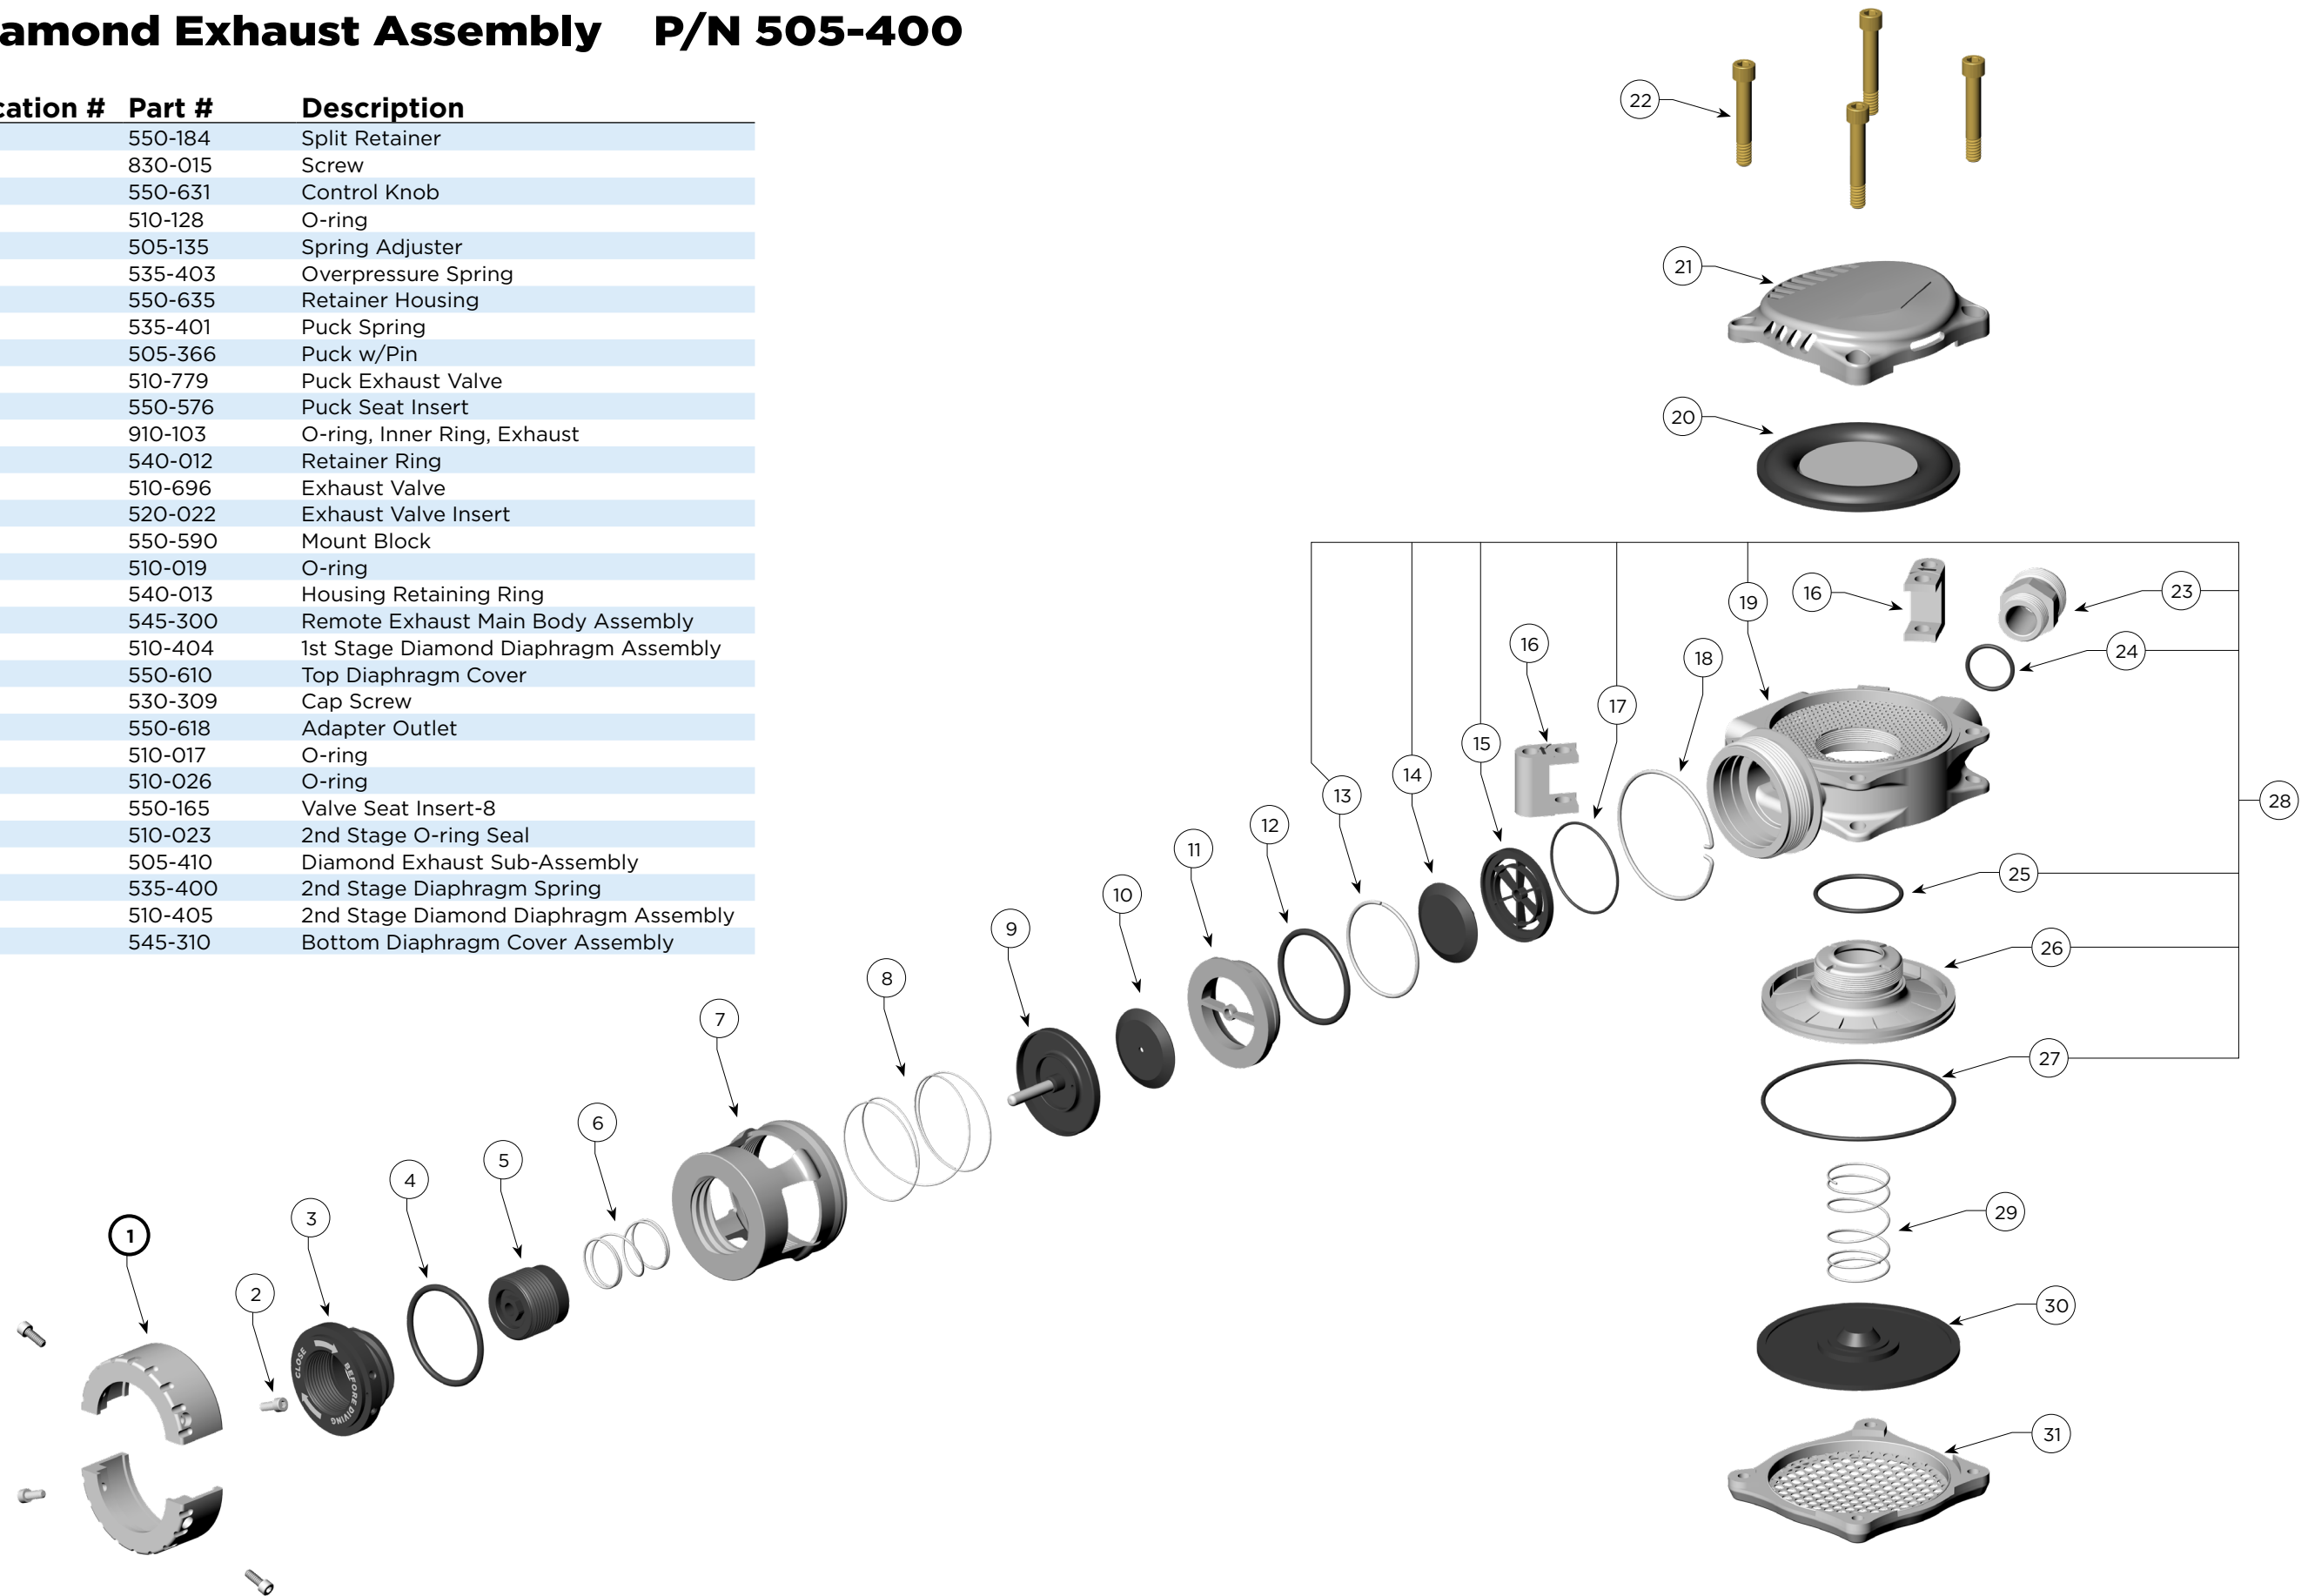 amond Exhaust Assembly P/N 505-400
cation # Part # Description
550-184 Split Retainer
830-015 Screw
550-631 Control Knob
510-128 O-ring
505-135 Spring Adjuster
535-403 Overpressure Spring
550-635 Retainer Housing
535-401 Puck Spring
505-366 Puck w/Pin
510-779 Puck Exhaust Valve
550-576 Puck Seat Insert
910-103 O-ring, Inner Ring, Exhaust
540-012 Retainer Ring
510-696 Exhaust Valve
520-022 Exhaust Valve Insert
550-590 Mount Block
510-019 O-ring
540-013 Housing Retaining Ring
545-300 Remote Exhaust Main Body Assembly
510-404 1st Stage Diamond Diaphragm Assembly
550-610 Top Diaphragm Cover
530-309 Cap Screw
550-618 Adapter Outlet
510-017 O-ring
510-026 O-ring
550-165 Valve Seat Insert-8
510-023 2nd Stage O-ring Seal
505-410 Diamond Exhaust Sub-Assembly
535-400 2nd Stage Diaphragm Spring
510-405 2nd Stage Diamond Diaphragm Assembly
545-310 Bottom Diaphragm Cover Assembly
22
21
20
16
23
19
24
16
18
17
15
14
13
28
12
11
25
10
9
26
8
7
27
6
5
4
29
3
1
2
30
31
CLOSE
BEFORE DIVING